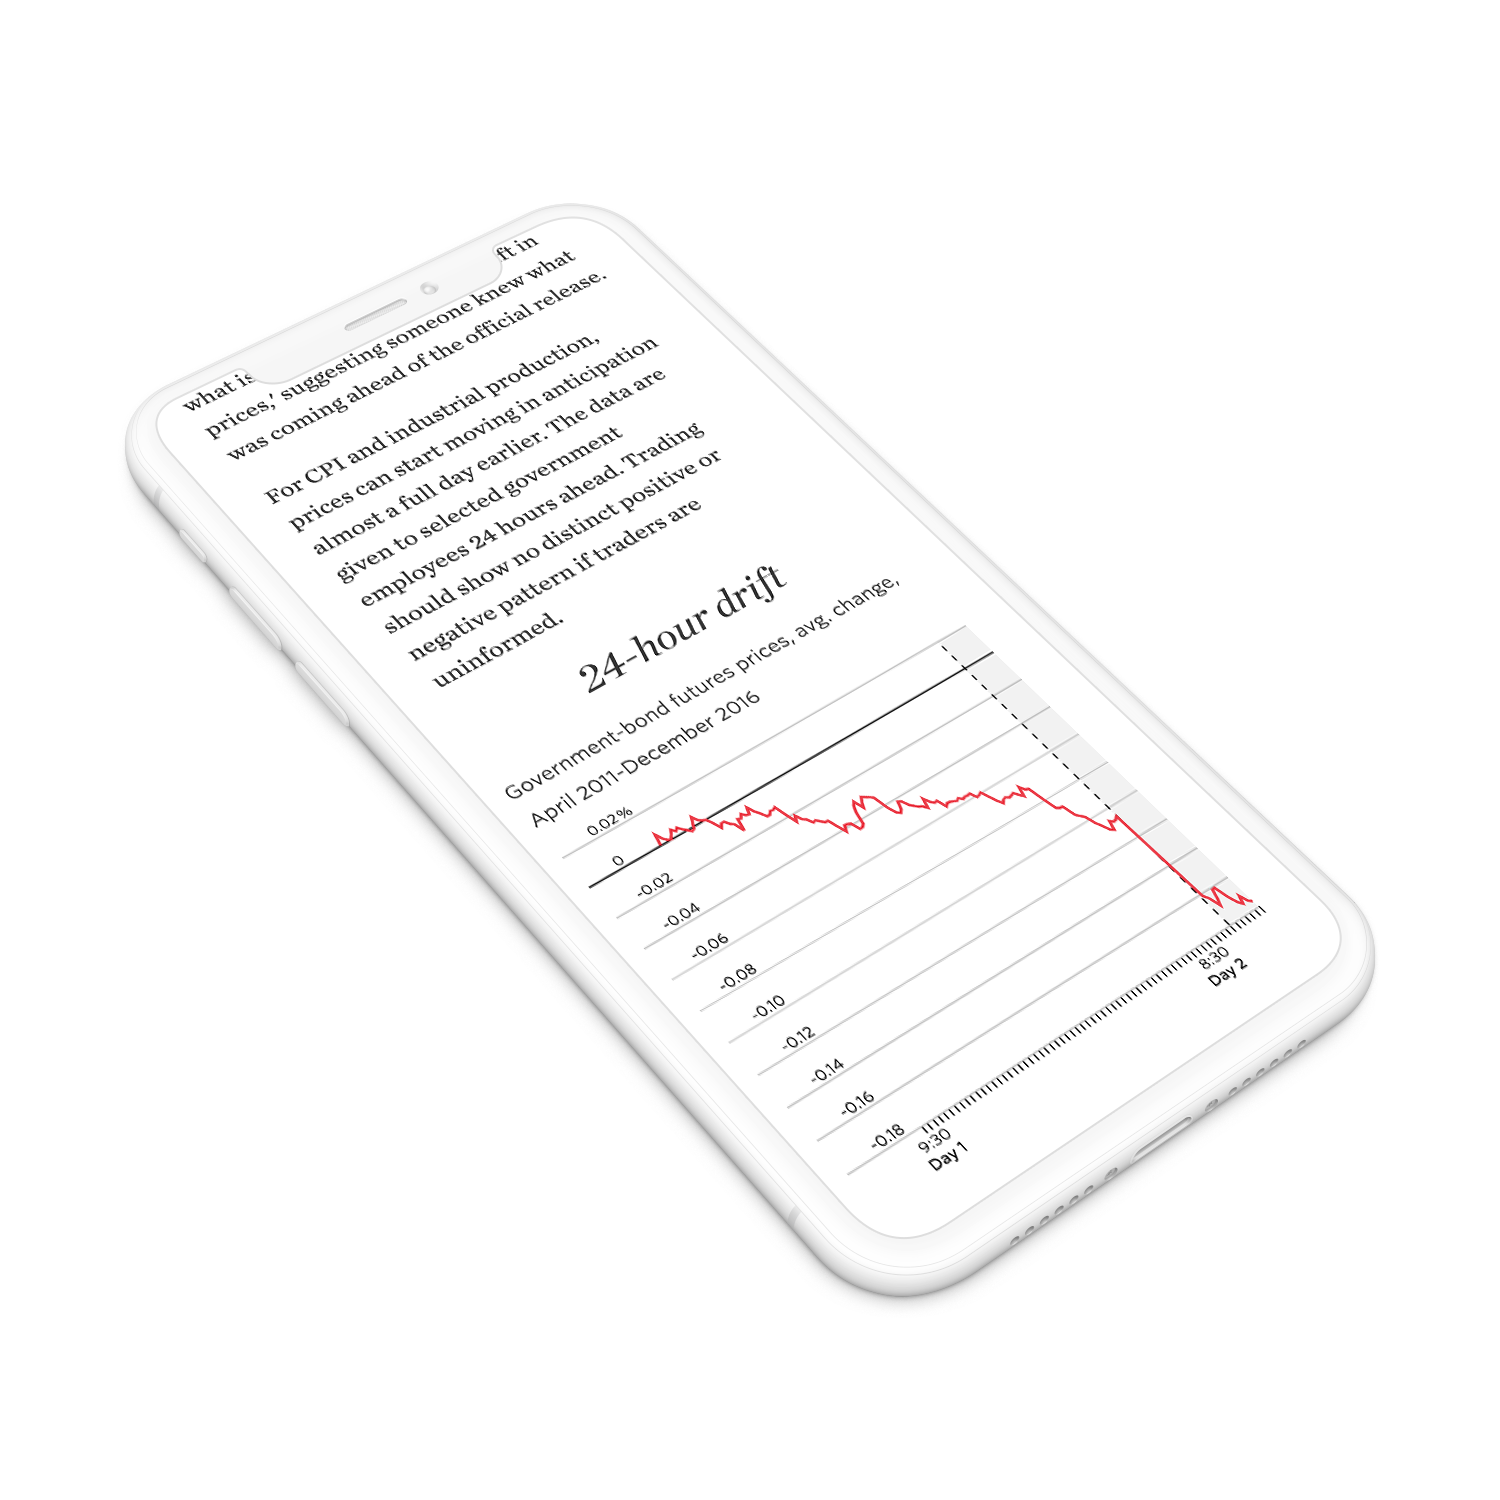 ft in
what is
prices,' suggesting someone knew what
was coming ahead of the official release.
For CPI and industrial production,
prices can start moving in anticipation
almost a full day earlier. The data are
given to selected government
employees 24 hours ahead. Trading
should show no distinct positive or
negative pattern if traders are
uninformed.
24-hour drift
Government-bond futures prices, avg. change,
April 2011-December 2016
0.02%
0
-0.02
-0.04
-0.06
-0.08
-0.10
-0.12
-0.14
-0.16
-0.18
9:30
Day 1
8:30
Day 2